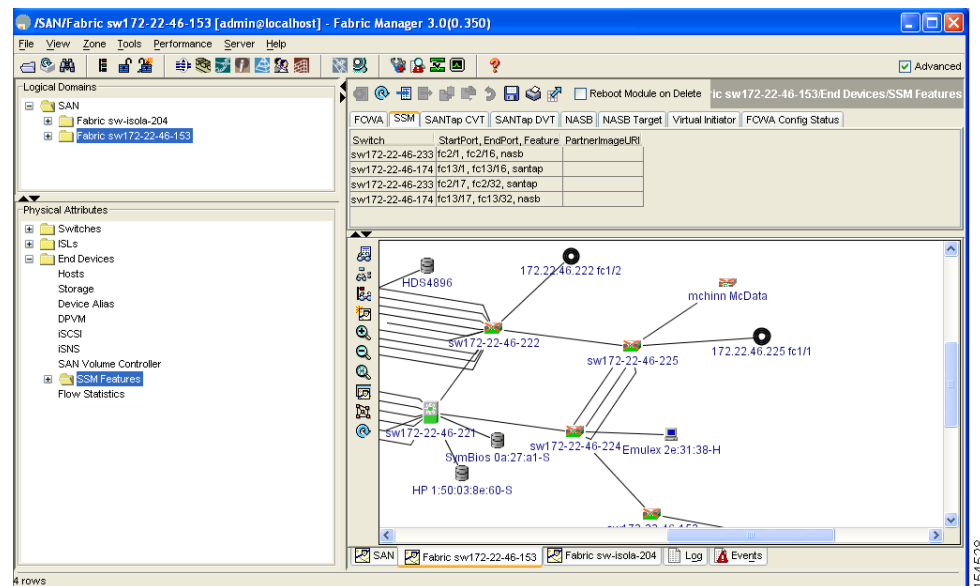 /SAN/Fabric sw172-22-46-153 [admin@localhost] - Fabric Manager 3.0(0.350)
File View Zone Tools Performance Server Help
Advanced
Logical Domains
SAN
Fabric sw-isola-204
Fabric sw172-22-46-153
Physical Attributes
Switches
ISLs
End Devices
Hosts
Storage
Device Alias
DPVM
iSCSI
iSNS
SAN Volume Controller
SSM Features
Flow Statistics
Reboot Module on Delete
ric sw172-22-46-153/End Devices/SSM Features
FCWA SSM SANTap CVT SANTap DVT NASB NASB Target Virtual Initiator FCWA Config Status
Switch StartPort, EndPort, Feature PartnerImageURI
sw172-22-46-233 fc2/1, fc2/16, nasb
sw172-22-46-174 fc13/1, fc13/16, santap
sw172-22-46-233 fc2/17, fc2/32, santap
sw172-22-46-174 fc13/17, fc13/32, nasb
HDS4896
172.22.46.222 fc1/2
mchinn McData
sw172-22-46-222
sw172-22-46-225
172.22.46.225 fc1/1
sw172-22-46-221
SymBios 0a:27:a1-S
sw172-22-46-224
Emulex 2e:31:38-H
HP 1:50:03:8e:60-S
SAN Fabric sw172-22-46-153 Fabric sw-isola-204 Log Events
4 rows